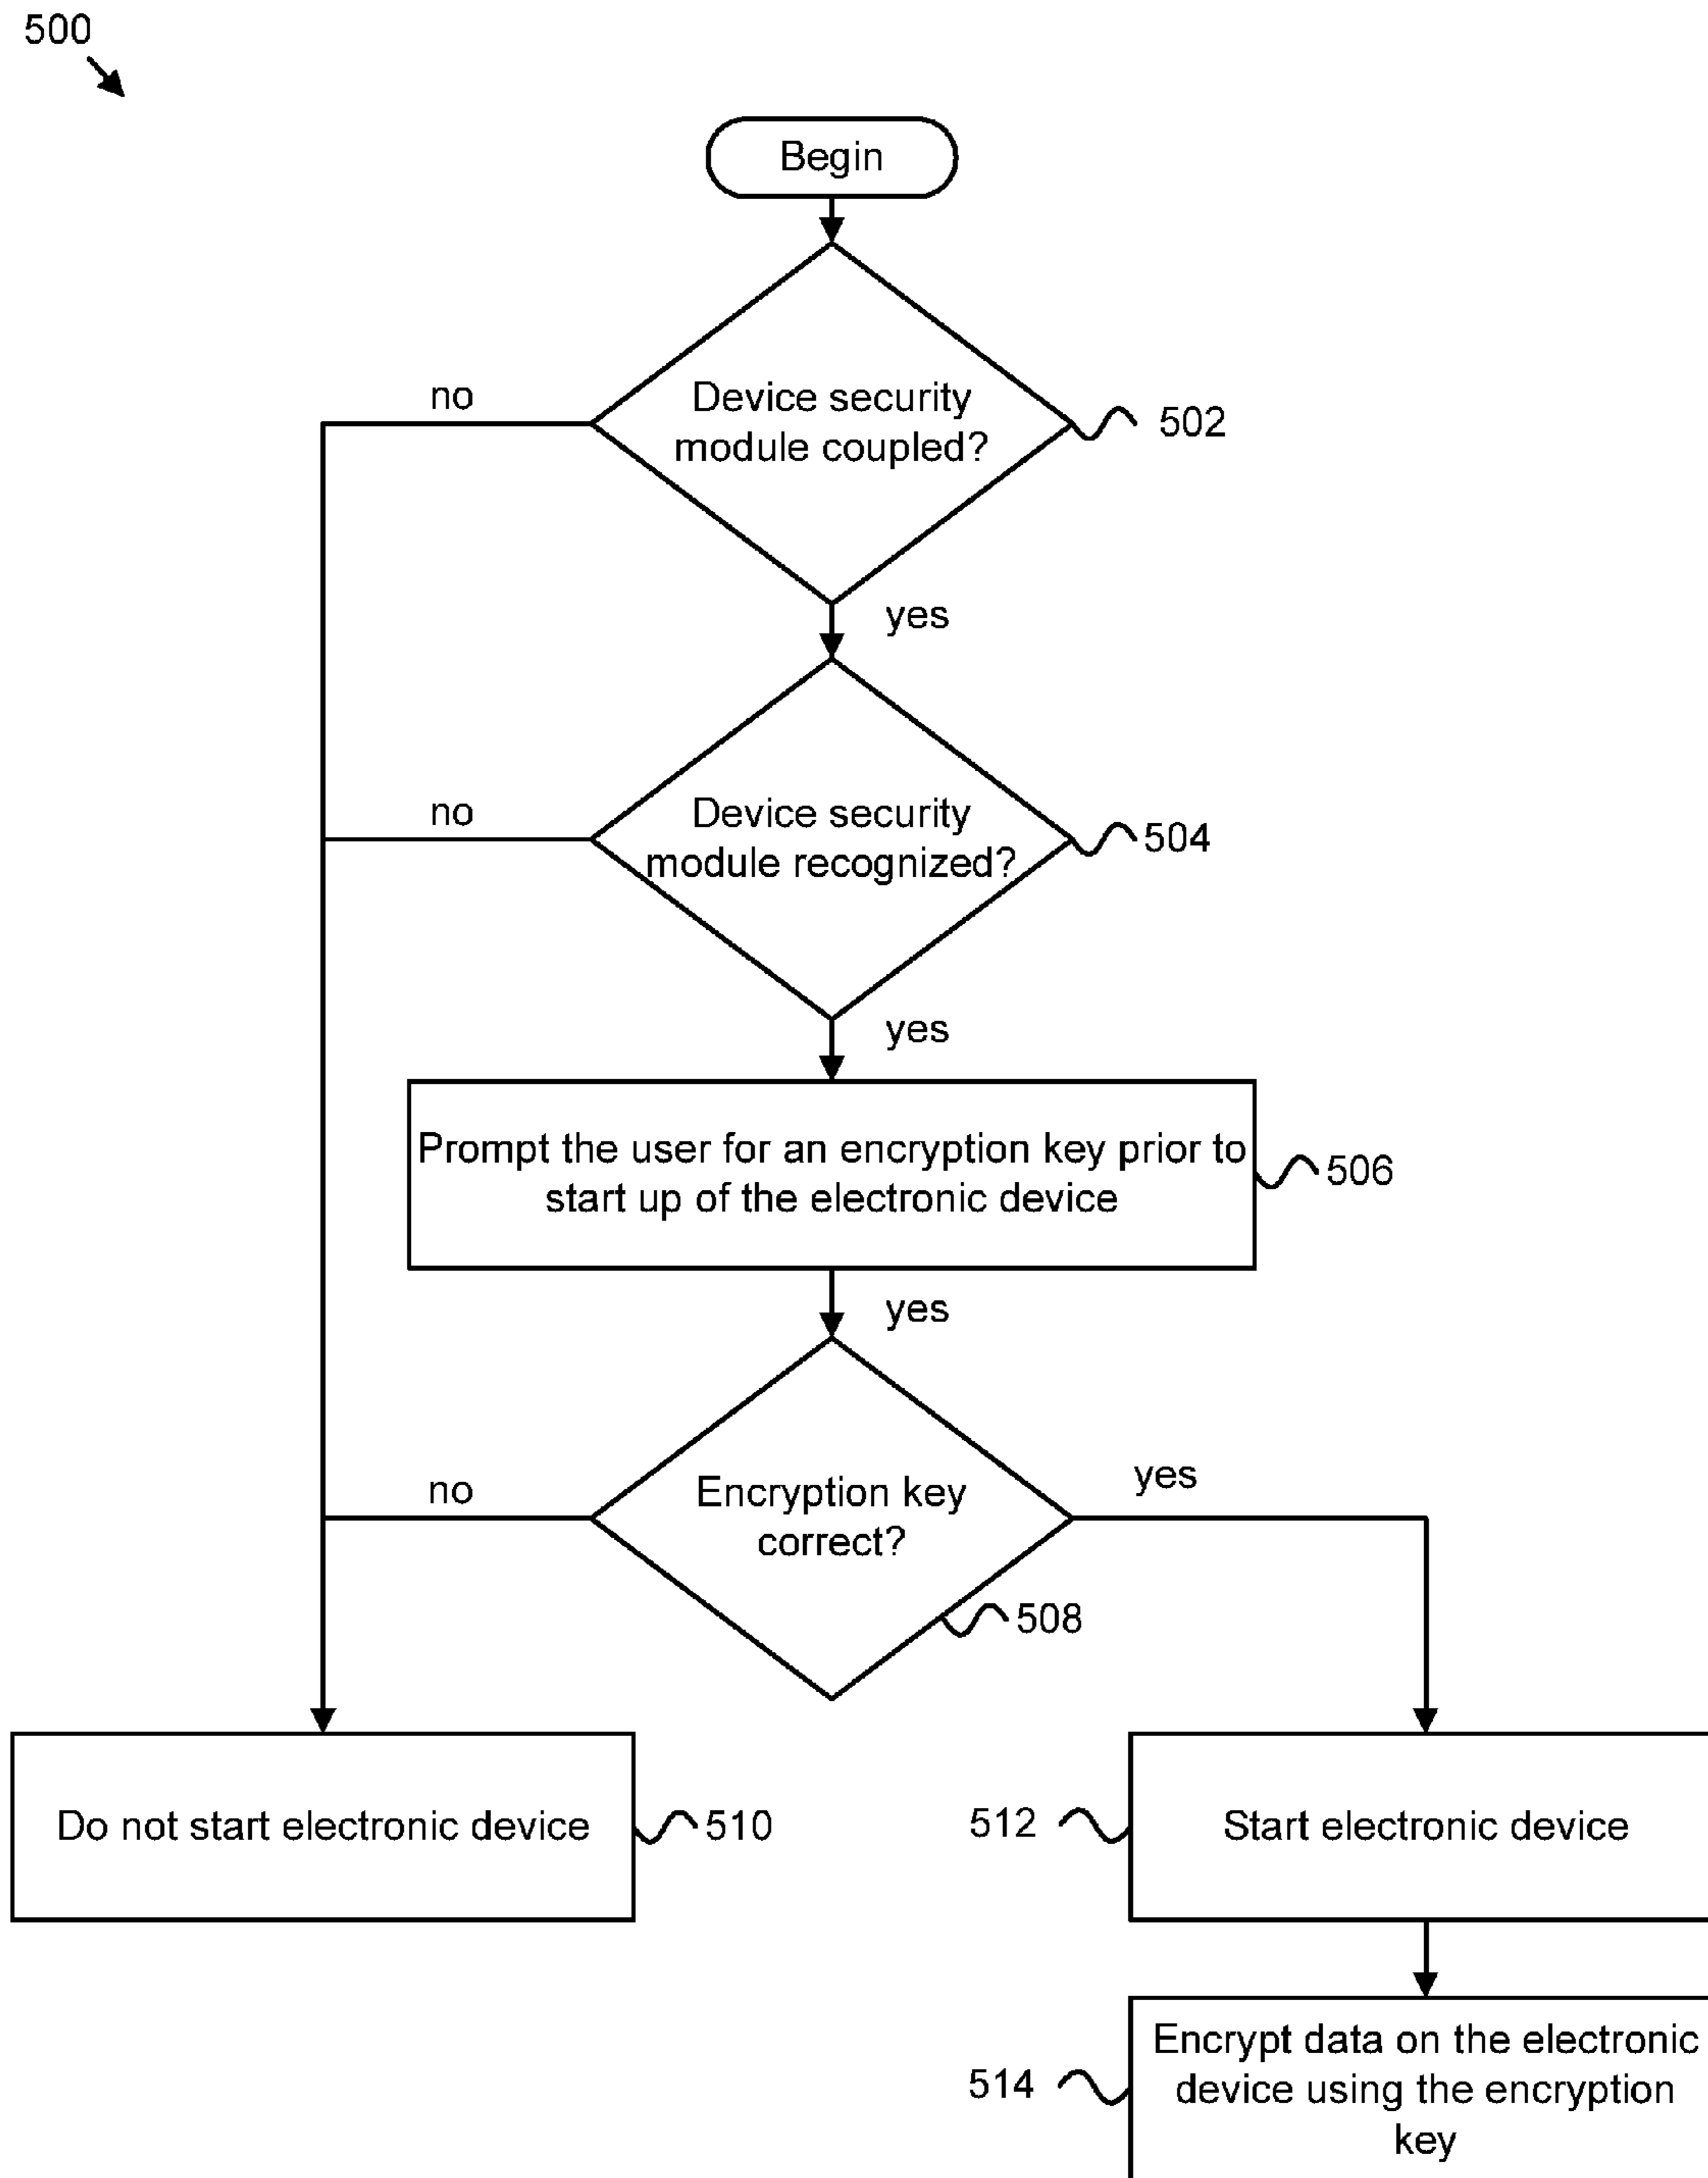 500
Begin
no
Device security
module coupled?
502
yes
no
Device security
module recognized?
504
yes
Prompt the user for an encryption key prior to
start up of the electronic device
506
yes
no
Encryption key
correct?
yes
508
Do not start electronic device
510
512
Start electronic device
514
Encrypt data on the electronic
device using the encryption
key